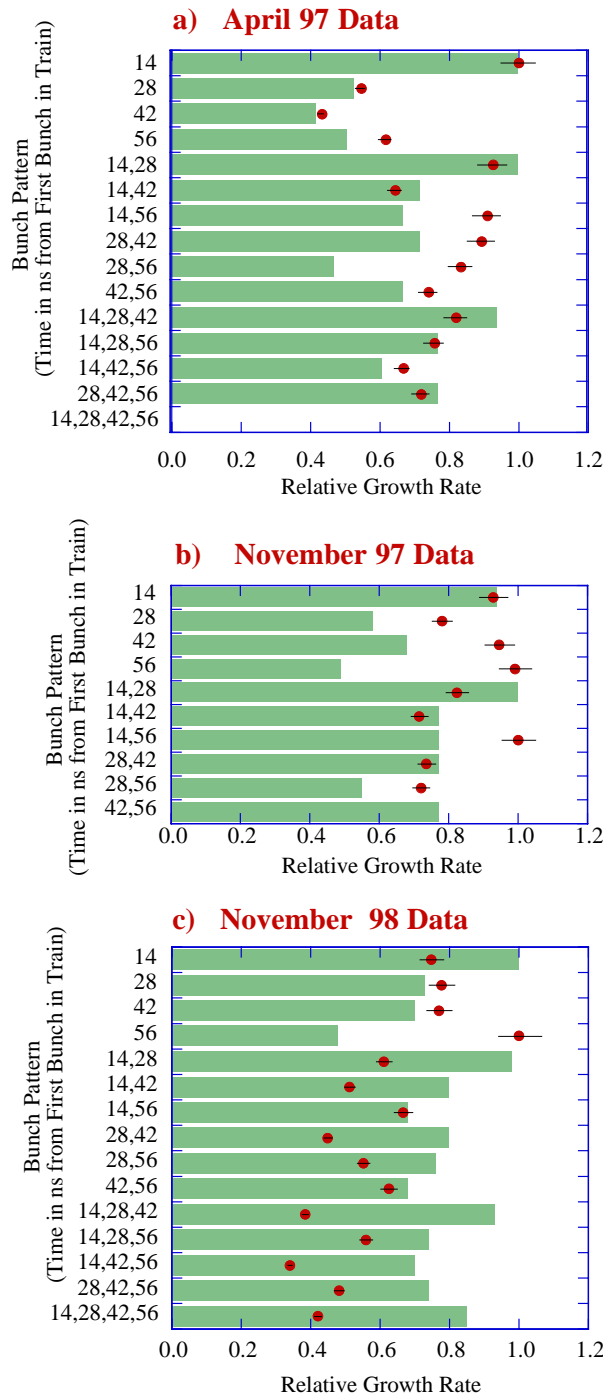 a) April 97 Data
14
28
42
56
14,28
14,42
14,56
28,42
28,56
42,56
14,28,42
14,28,56
14,42,56
28,42,56
14,28,42,56
Bunch Pattern
(Time in ns from First Bunch in Train)
0.0 0.2 0.4 0.6 0.8 1.0 1.2
Relative Growth Rate
b) November 97 Data
14
28
42
56
14,28
14,42
14,56
28,42
28,56
42,56
Bunch Pattern
(Time in ns from First Bunch in Train)
0.0 0.2 0.4 0.6 0.8 1.0 1.2
Relative Growth Rate
c) November 98 Data
14
28
42
56
14,28
14,42
14,56
28,42
28,56
42,56
14,28,42
14,28,56
14,42,56
28,42,56
14,28,42,56
Bunch Pattern
(Time in ns from First Bunch in Train)
0.0 0.2 0.4 0.6 0.8 1.0 1.2
Relative Growth Rate